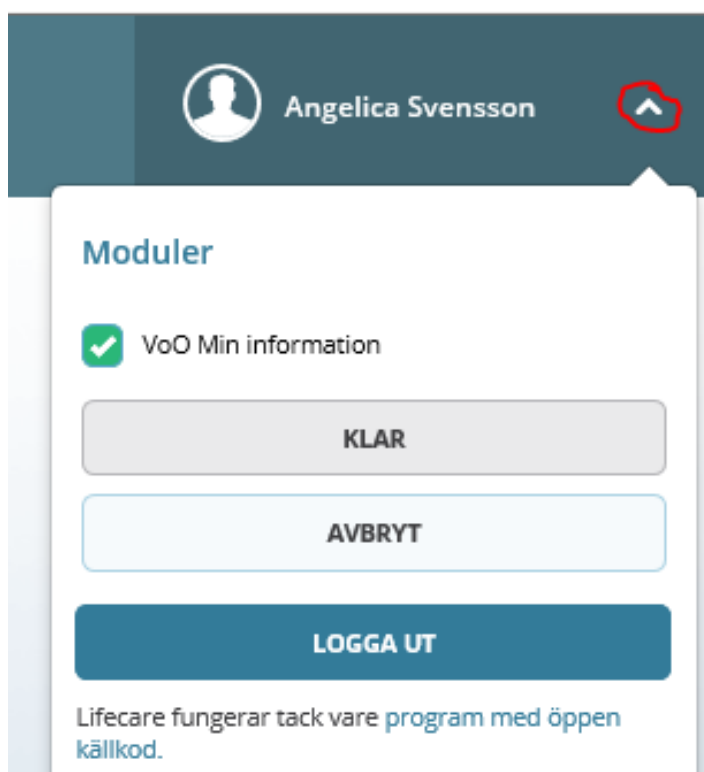 Angelica Svensson
Moduler
VoO Min information
KLAR
AVBRYT
LOGGA UT
Lifecare fungerar tack vare program med öppen
källkod.